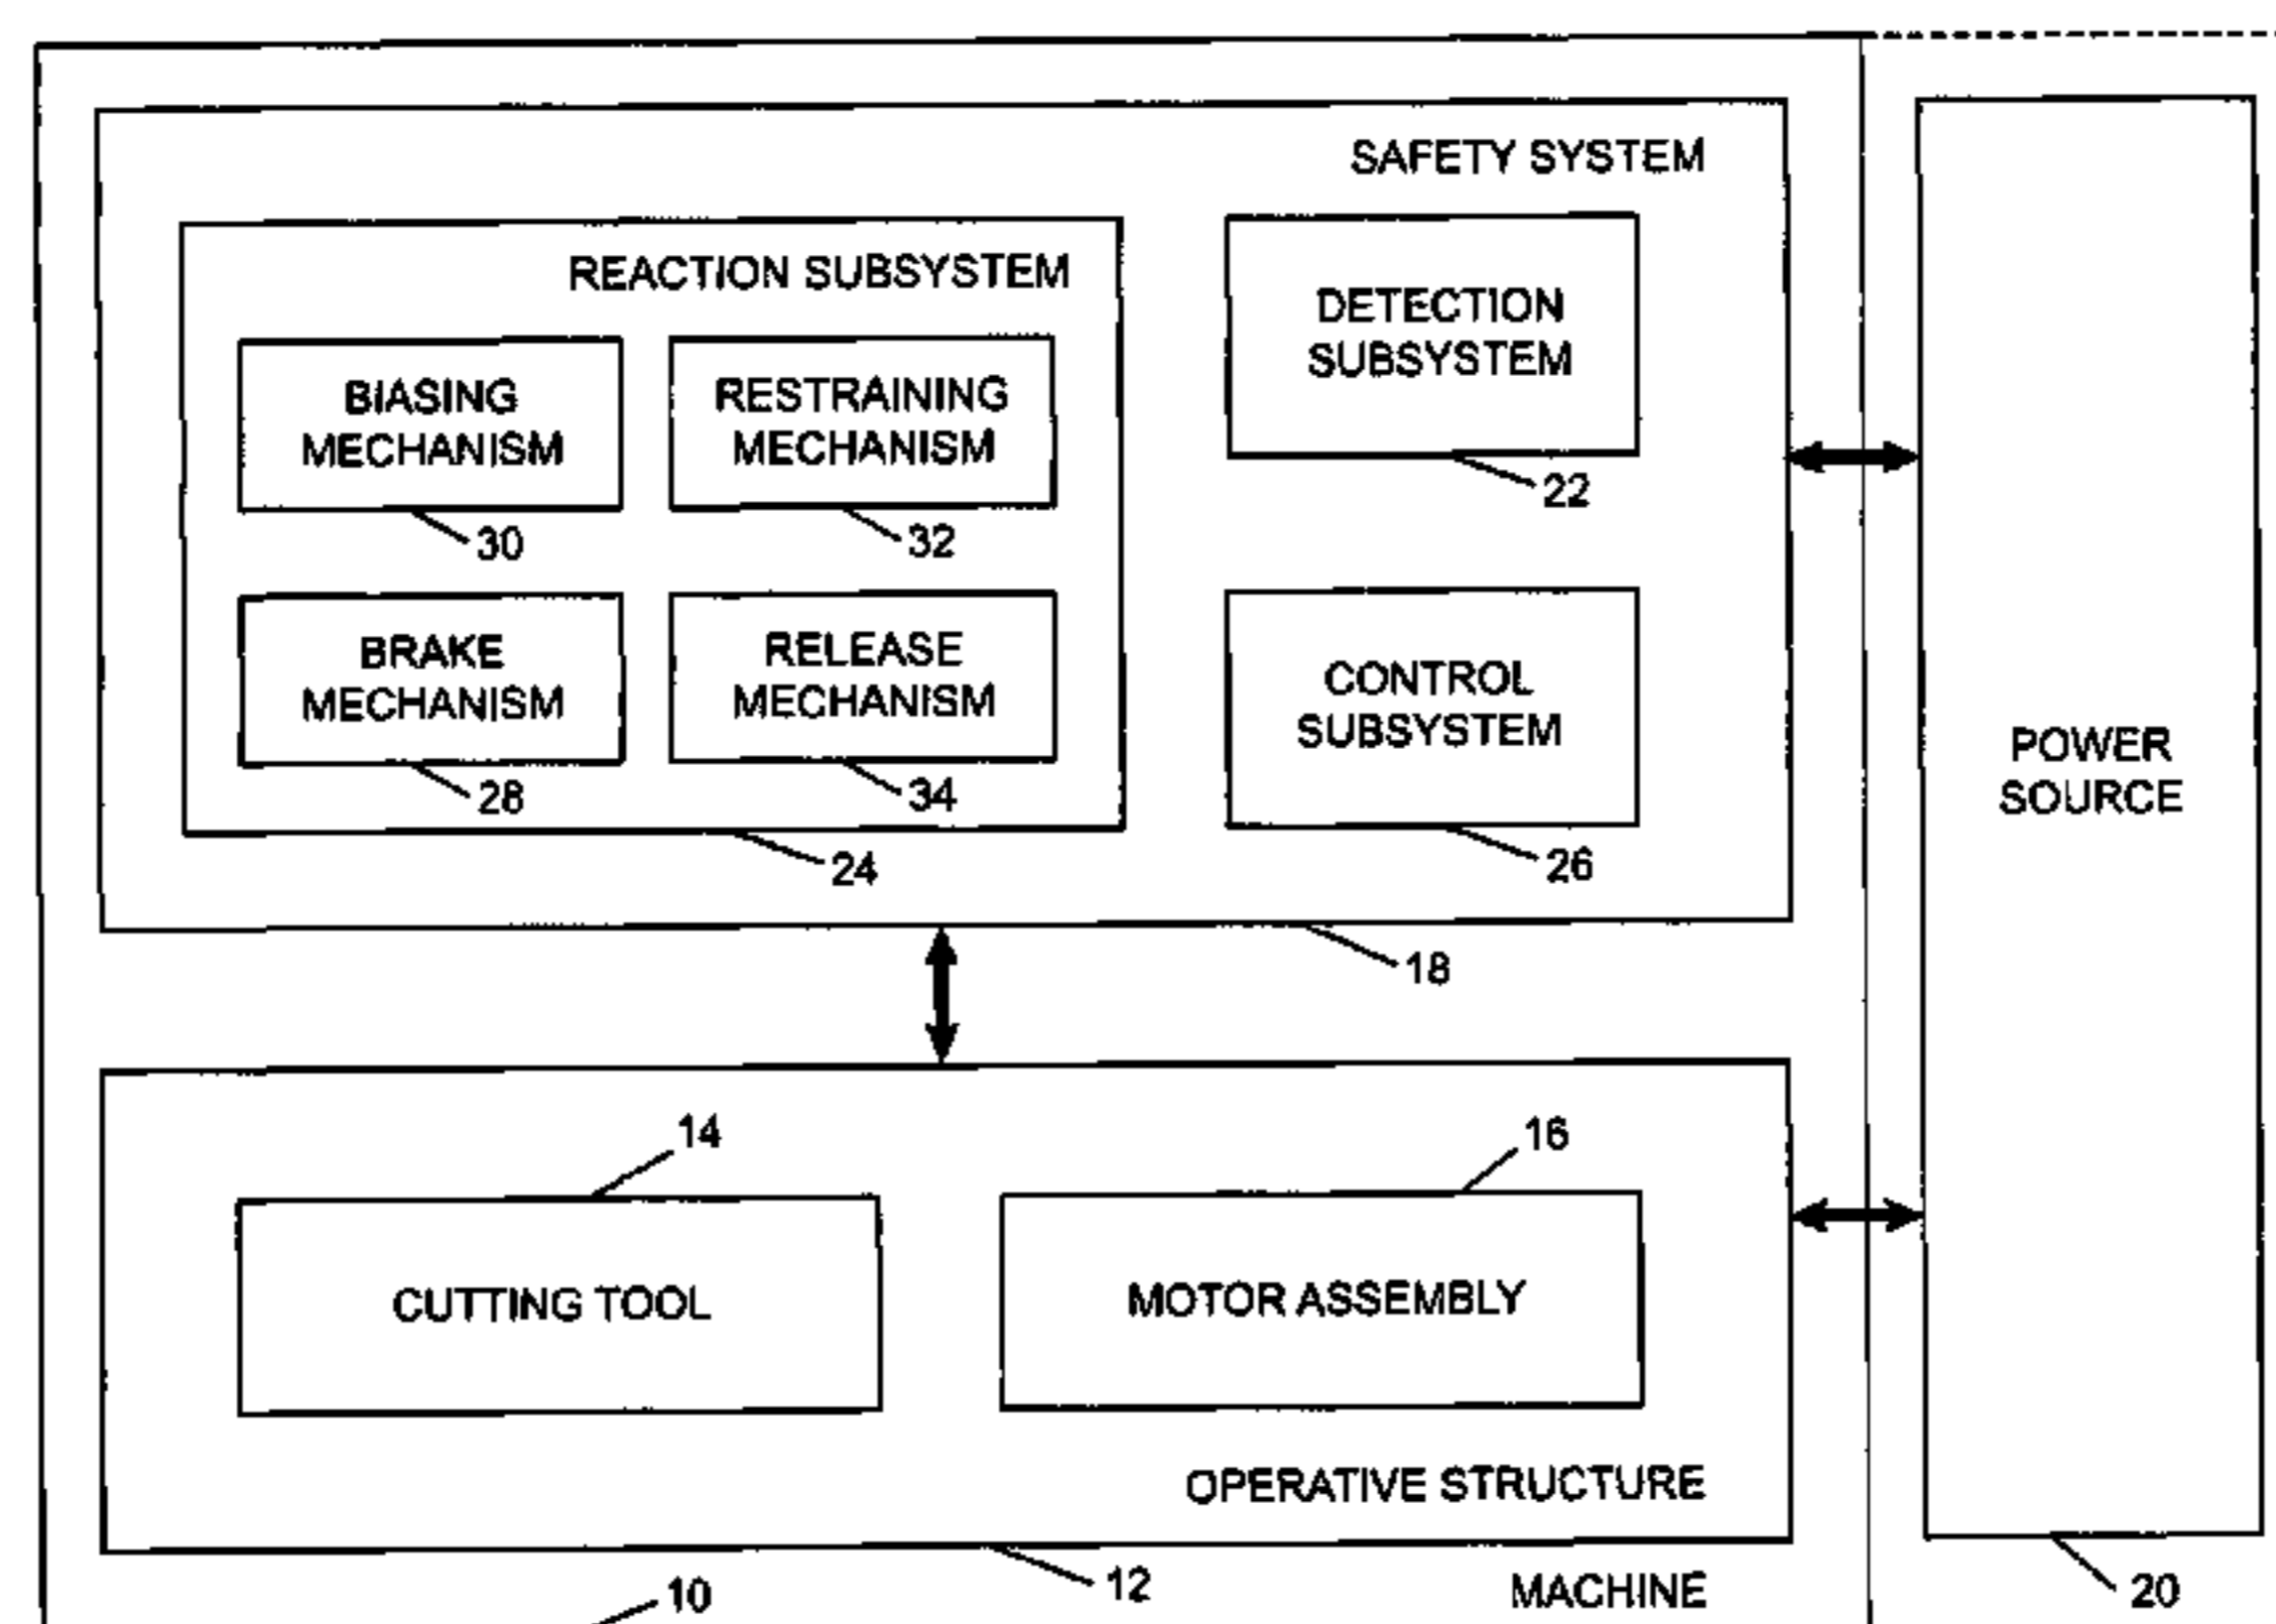 SAFETY SYSTEM
REACTION SUBSYSTEM
BIASING
MECHANISM
30
RESTRAINING
MECHANISM
32
BRAKE
MECHANISM
28
RELEASE
MECHANISM
34
24
DETECTION
SUBSYSTEM
22
CONTROL
SUBSYSTEM
26
18
POWER
SOURCE
14
16
CUTTING TOOL
MOTOR ASSEMBLY
OPERATIVE STRUCTURE
12
10
MACHINE
20